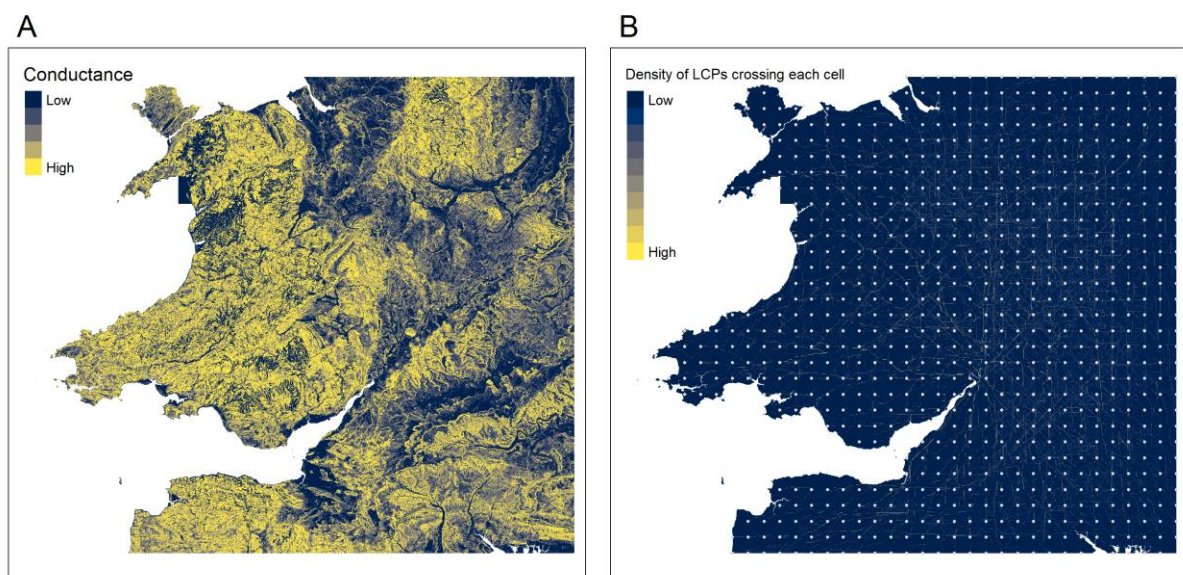 A
Conductance
Low
High
B
Density of LCPs crossing each cell
Low
High